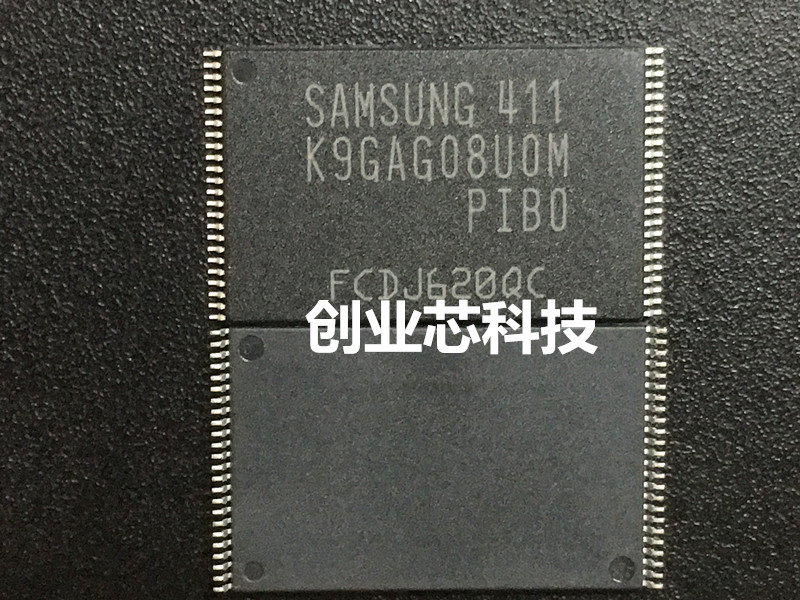 SAMSUNG 411
K9GAG08U0M
PIB0
FCDJ620QC
创业芯科技